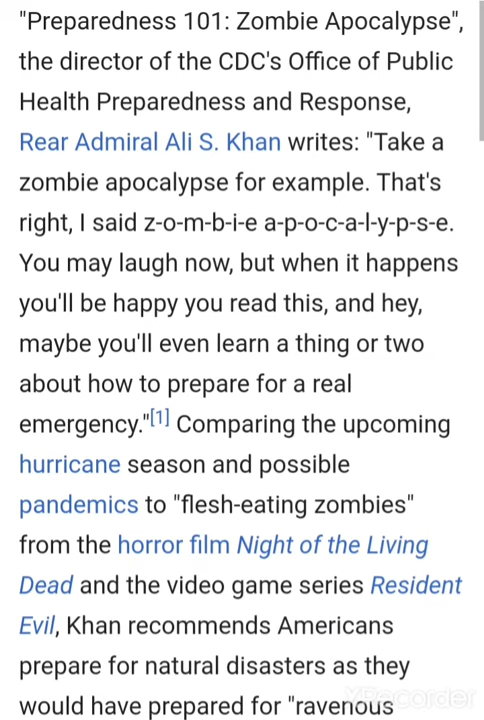 "Preparedness 101: Zombie Apocalypse",
the director of the CDC's Office of Public
Health Preparedness and Response,
Rear Admiral Ali S. Khan writes: "Take a
zombie apocalypse for example. That's
right, I said z-o-m-b-i-e a-p-o-c-a-l-y-p-s-e.
You may laugh now, but when it happens
you'll be happy you read this, and hey,
maybe you'll even learn a thing or two
about how to prepare for a real
emergency."[1] Comparing the upcoming
hurricane season and possible
pandemics to "flesh-eating zombies"
from the horror film Night of the Living
Dead and the video game series Resident
Evil, Khan recommends Americans
prepare for natural disasters as they
would have prepared for "ravenous
XRecorder